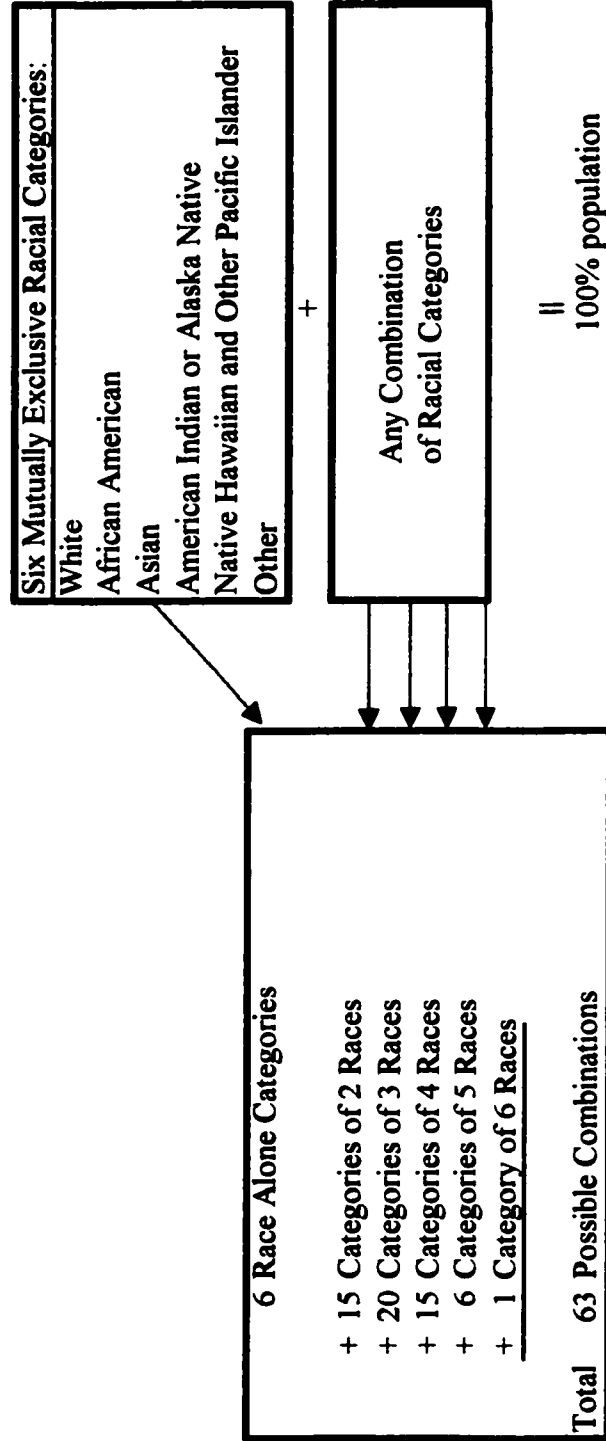 Six Mutually Exclusive Racial Categories:
White
African American
Asian
American Indian or Alaska Native
Native Hawaiian and Other Pacific Islander
Other
+
Any Combination
of Racial Categories
=
100% population
6 Race Alone Categories
+ 15 Categories of 2 Races
+ 20 Categories of 3 Races
+ 15 Categories of 4 Races
+ 6 Categories of 5 Races
+ 1 Category of 6 Races
Total 63 Possible Combinations